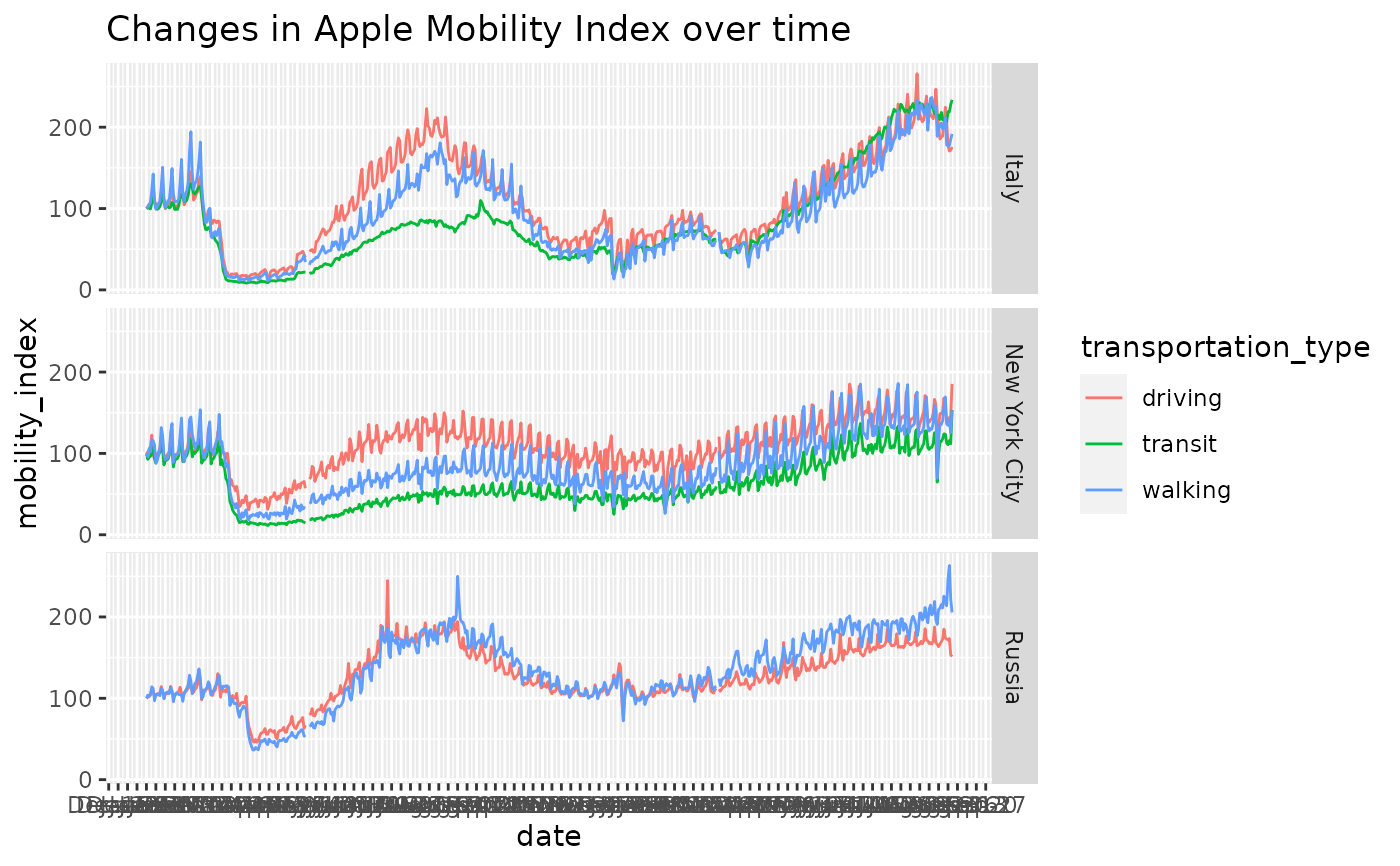 Changes in Apple Mobility Index over time
mobility_index
200
100
0
Italy
200
100
0
New York City
200
100
0
Russia
date
transportation_type
driving
transit
walking